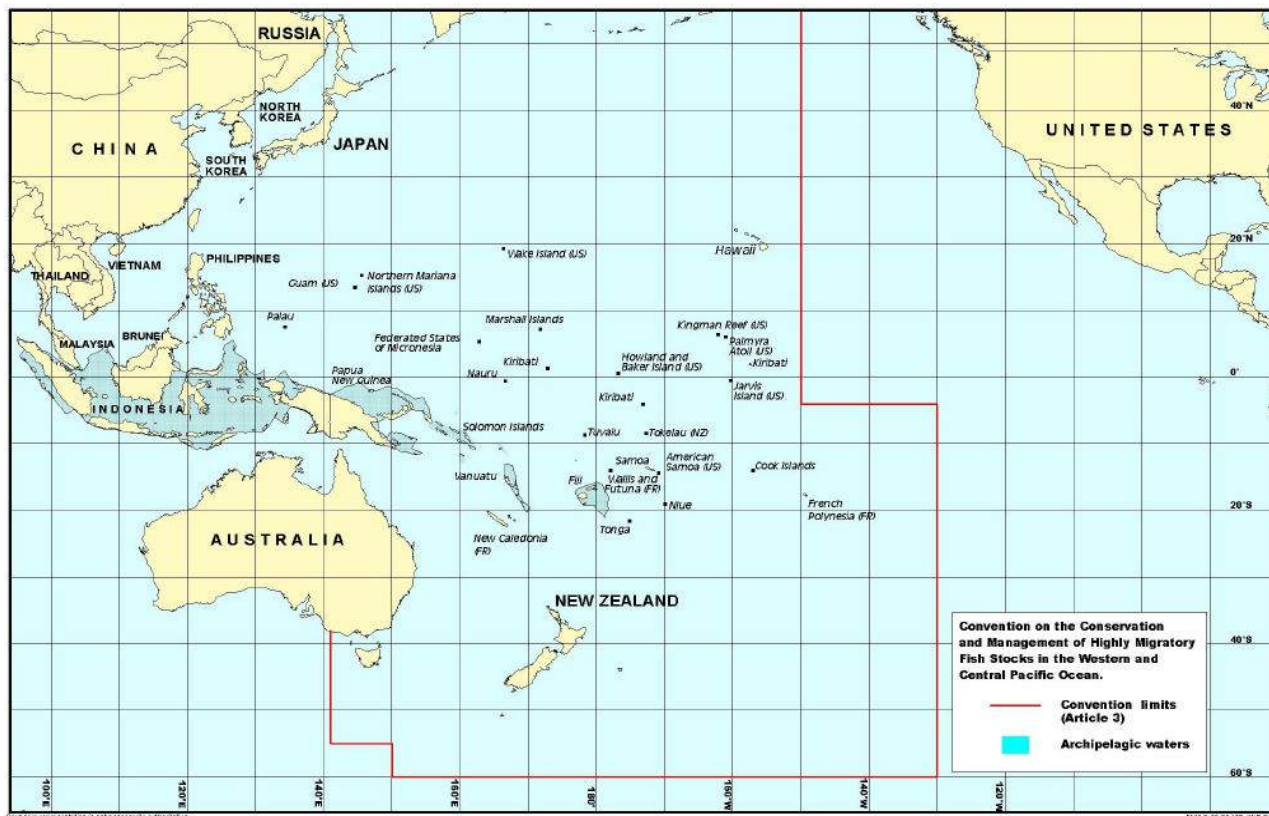 RUSSIA
NORTH
KOREA
CHINA
JAPAN
SOUTH
KOREA
UNITED STATES
40°N
20°N
Wake Island (US)
Hawaii
PHILIPPINES
VIETNAM
THAILAND
Northern Mariana
Islands (US)
Guam (US)
Palau
Marshall Islands
Kingman Reef (US)
Palmyra
Atoll (US)
BRUNEI
MALAYSIA
Federated States
of Micronesia
Kiribati
Howland and
Baker Island (US)
Kiribati
Papua
New Guinea
Nauru
0°
Jarvis
Island (US)
INDONESIA
Kiribati
Solomon Islands
Tuvalu
Tokelau (NZ)
Samoa
American
Samoa (US)
Cook Islands
Vanuatu
Fiji
Wallis and
Futuna (FR)
Niue
French
Polynesia (FR)
20°S
Tonga
New Caledonia
(FR)
AUSTRALIA
NEW ZEALAND
Convention on the Conservation
and Management of Highly Migratory
Fish Stocks in the Western and
Central Pacific Ocean.
Convention limits
(Article 3)
Archipelagic waters
40°S
60°S
100°E
120°E
140°E
160°E
180°
160°W
140°W
120°W